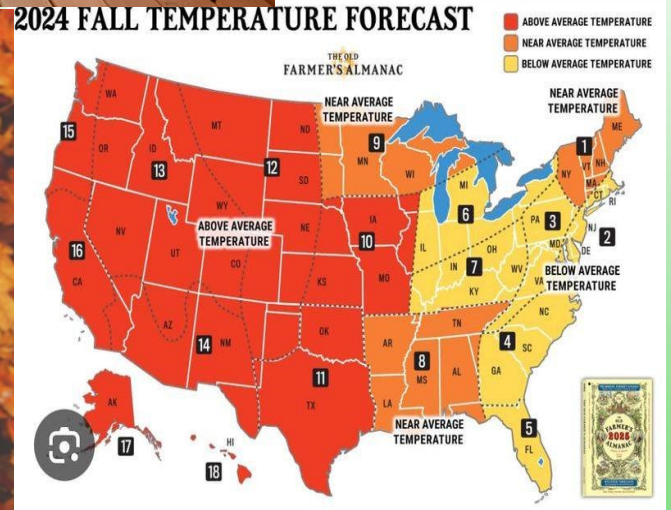 2024 FALL TEMPERATURE FORECAST
THE OLD
FARMER'S ALMANAC
ABOVE AVERAGE TEMPERATURE
NEAR AVERAGE TEMPERATURE
BELOW AVERAGE TEMPERATURE
NEAR AVERAGE
TEMPERATURE
NEAR AVERAGE
TEMPERATURE
WA
MT
ND
ME
15
9
1
OR
ID
MN
VT
NH
13
12
SD
WI
NY
MA
WY
MI
CT
RI
ABOVE AVERAGE
TEMPERATURE
6
PA
3
NJ
2
16
NV
UT
CO
NE
IA
10
IL
IN
OH
7
MD
DE
BELOW AVERAGE
TEMPERATURE
CA
KS
MO
WV
VA
KY
AZ
14
NM
OK
AR
TN
NC
4
SC
11
TX
8
MS
AL
GA
LA
NEAR AVERAGE
TEMPERATURE
5
FL
AK
17
HI
18
THE OLD
FARMER'S
2025
ALMANAC